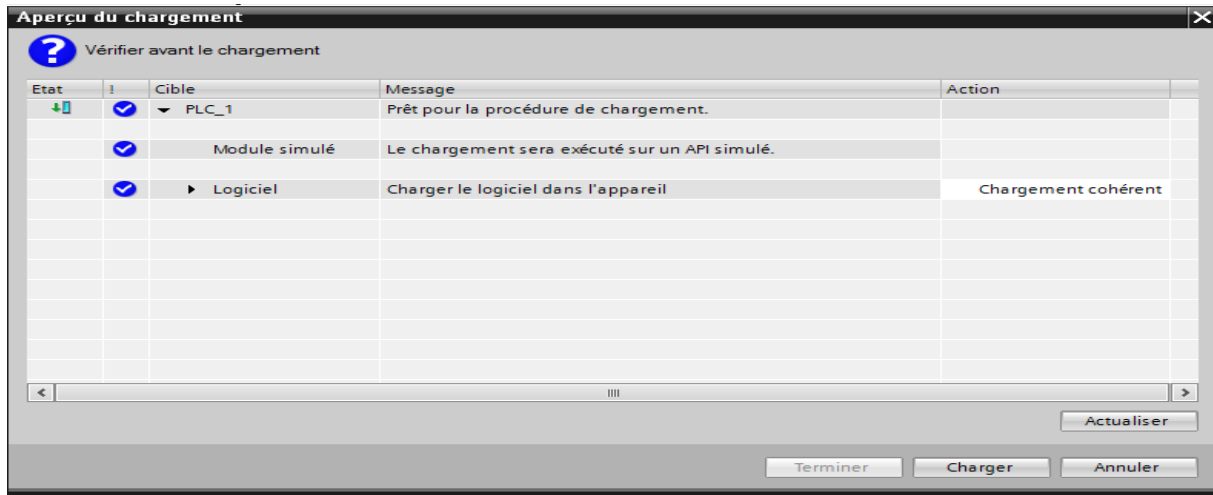 Aperçu du chargement
Vérifier avant le chargement
Etat ! Cible Message Action
PLC_1 Prêt pour la procédure de chargement.
Module simulé Le chargement sera exécuté sur un API simulé.
Logiciel Charger le logiciel dans l'appareil Chargement cohérent
Actualiser
Terminer Charger Annuler